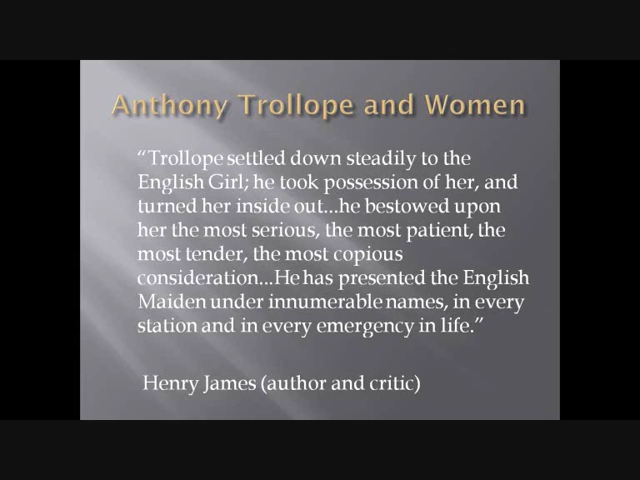 Anthony Trollope and Women
“Trollope settled down steadily to the
English Girl; he took possession of her, and
turned her inside out...he bestowed upon
her the most serious, the most patient, the
most tender, the most copious
consideration...He has presented the English
Maiden under innumerable names, in every
station and in every emergency in life.”
Henry James (author and critic)